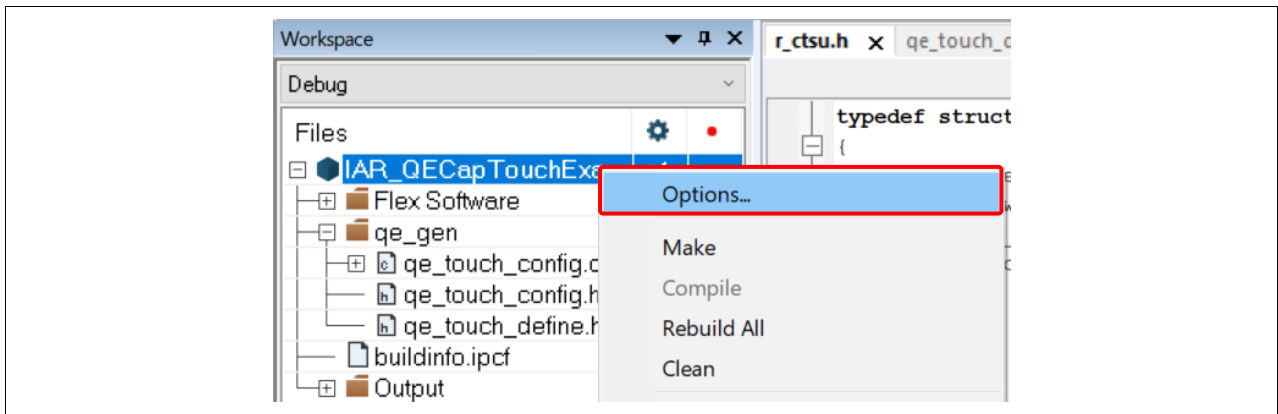 Workspace
r_ctsu.h
qe_touch_c
Debug
typedef struct
{
Files
IAR_QECapTouchExa
Options...
Flex Software
qe_gen
Make
qe_touch_config.c
Compile
qe_touch_config.h
qe_touch_define.h
Rebuild All
buildinfo.ipcf
Clean
Output